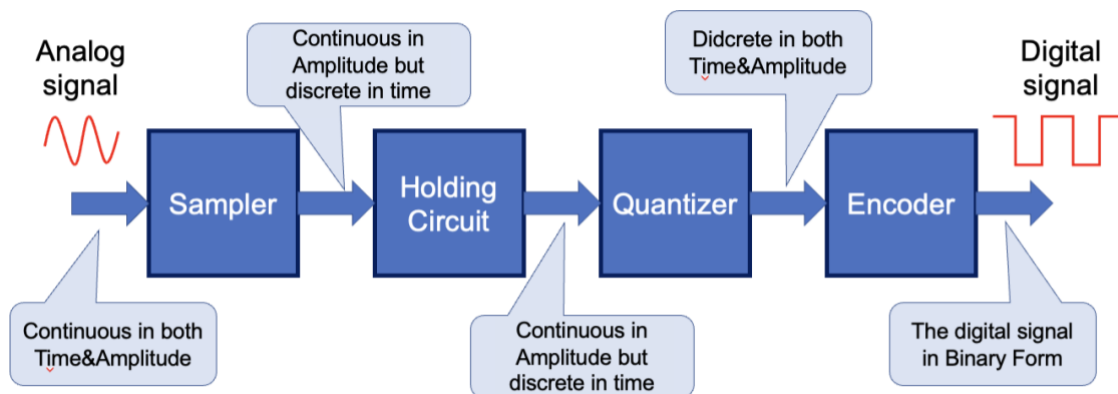 Analog
signal
Continuous in
Amplitude but
discrete in time
Didcrete in both
Time&Amplitude
Digital
signal
Sampler
Holding
Circuit
Quantizer
Encoder
Continuous in both
Time&Amplitude
Continuous in
Amplitude but
discrete in time
The digital signal
in Binary Form